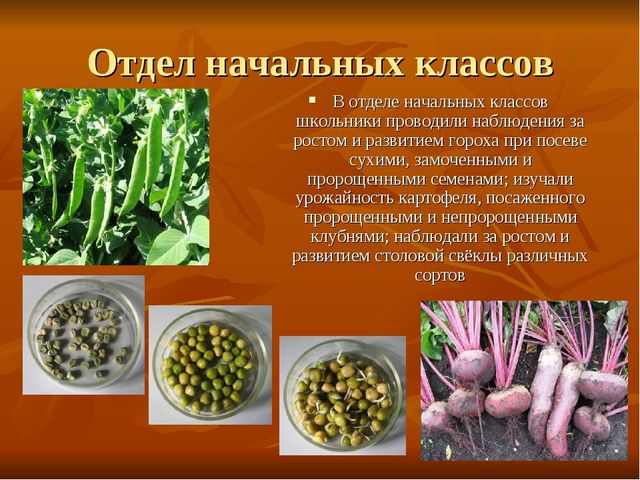 Отдел начальных классов
В отделе начальных классов
школьники проводили наблюдения за
ростом и развитием гороха при посеве
сухими, замоченными и
пророщенными семенами; изучали
урожайность картофеля, посаженного
пророщенными и непророщенными
клубнями; наблюдали за ростом и
развитием столовой свёклы различных
сортов